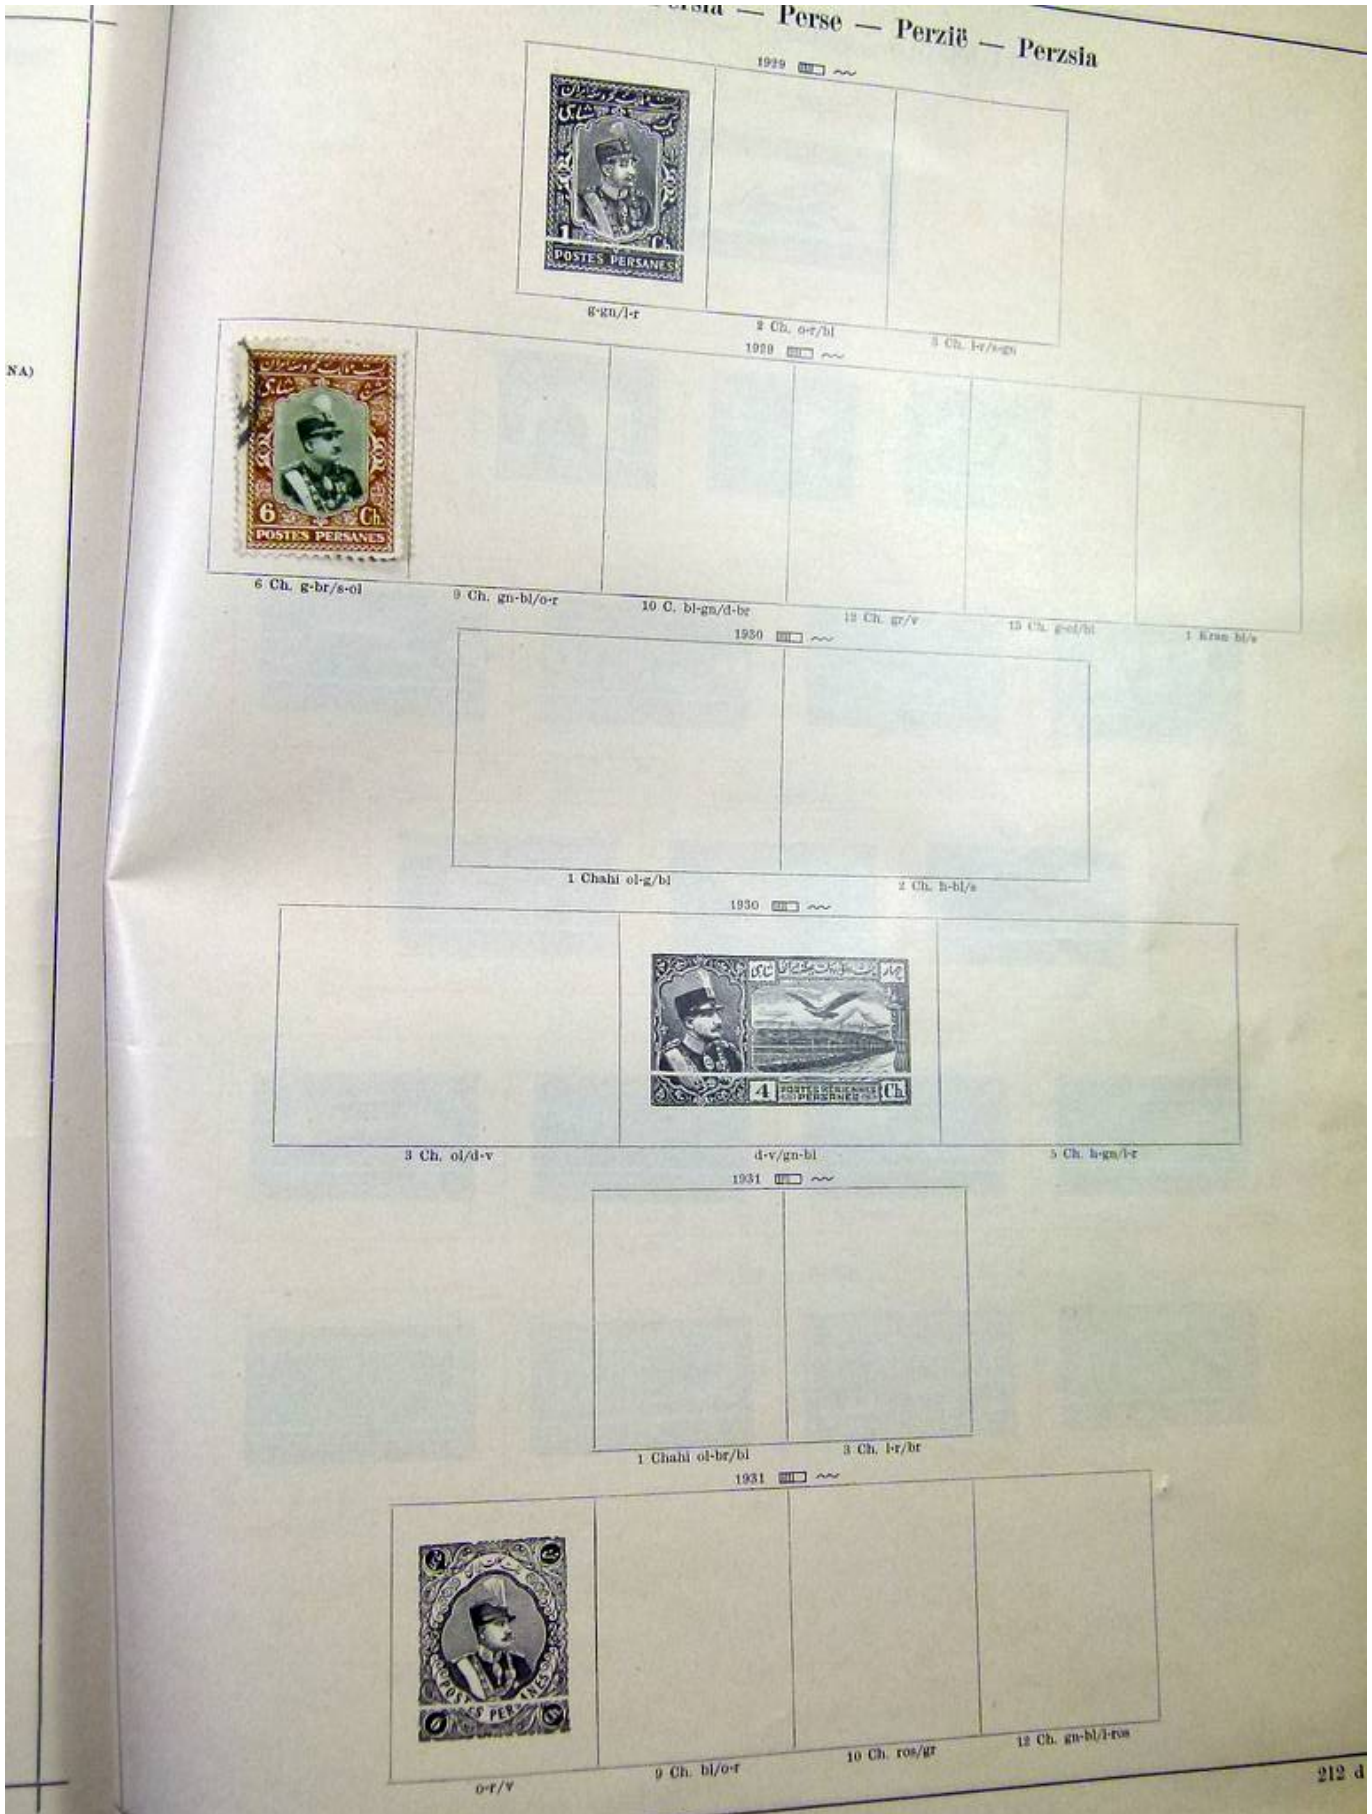 Perse — Perzië — Perzsia
1929
1 Ch.
POSTES PERSANES
g-gn/l-r
2 Ch. o-r/bl
3 Ch. l-r/s-gn
NA)
1929
6 Ch.
POSTES PERSANES
6 Ch. g-br/s-ol
9 Ch. gn-bl/o-r
10 C. bl-gn/d-br
12 Ch. gr/v
15 Ch. g-ol/bl
1 Kran bl/s
1930
1 Chahi ol-g/bl
2 Ch. h-bl/s
1930
4 Ch.
3 Ch. ol/d-v
d-v/gn-bl
5 Ch. h-gn/l-r
1931
1 Chahi ol-br/bl
3 Ch. l-r/br
1931
o-r/v
9 Ch. bl/o-r
10 Ch. ros/gr
12 Ch. gn-bl/l-ros
212 d